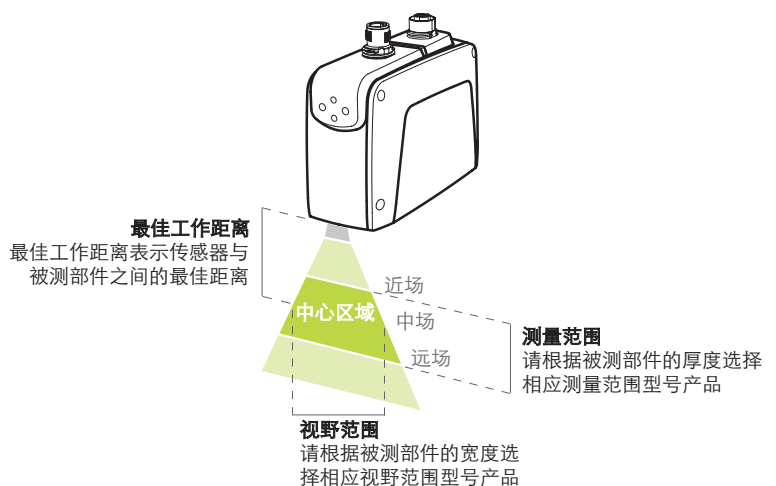 最佳工作距离
最佳工作距离表示传感器与
被测部件之间的最佳距离
近场
中心区域
中场
远场
测量范围
请根据被测部件的厚度选择
相应测量范围型号产品
视野范围
请根据被测部件的宽度选
择相应视野范围型号产品